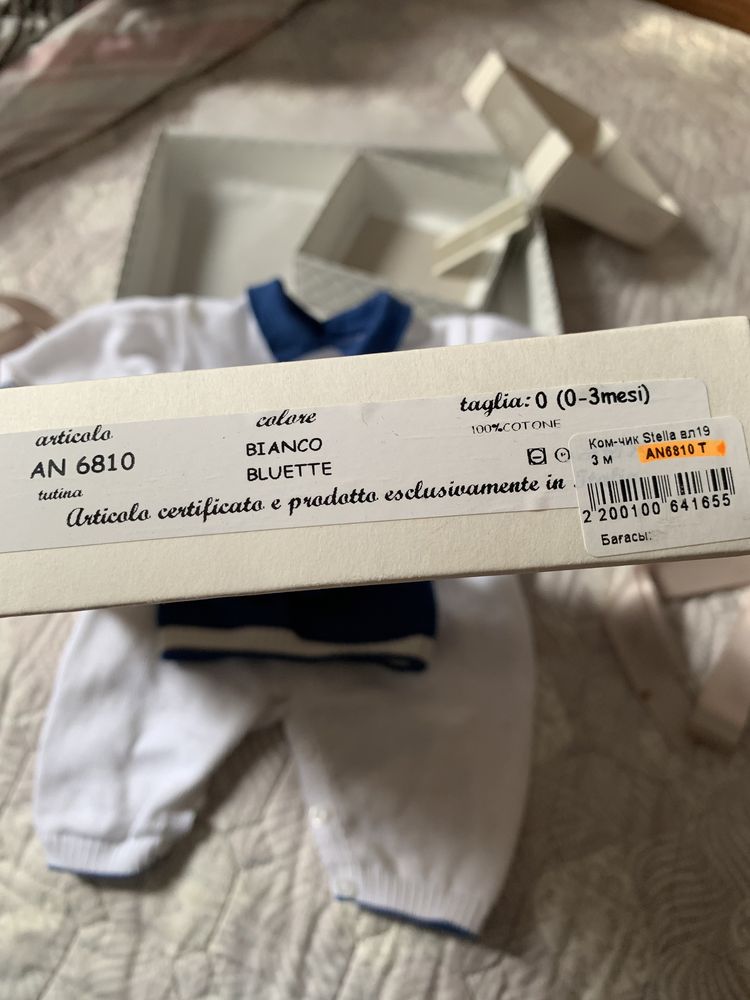 articolo
AN 6810
tutina
colore
BIANCO
BLUETTE
taglia: 0 (0-3mesi)
100%COTONE
Articolo certificato e prodotto esclusivamente in
Ком-чик Stella вл19
3 м AN6810 T
2 200100 641655
Бағасы: